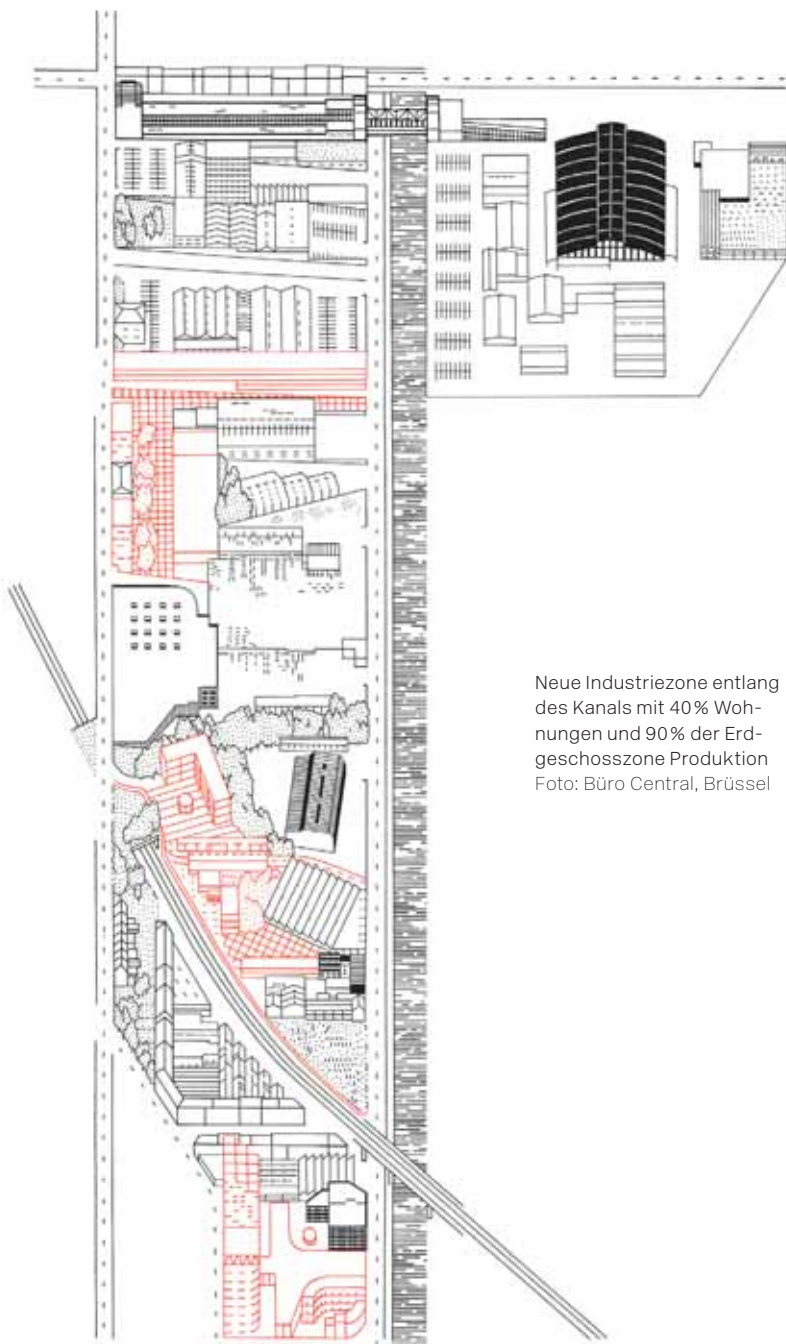 Neue Industriezone entlang
des Kanals mit 40% Woh-
nungen und 90% der Erd-
geschosszone Produktion
Foto: Büro Central, Brüssel